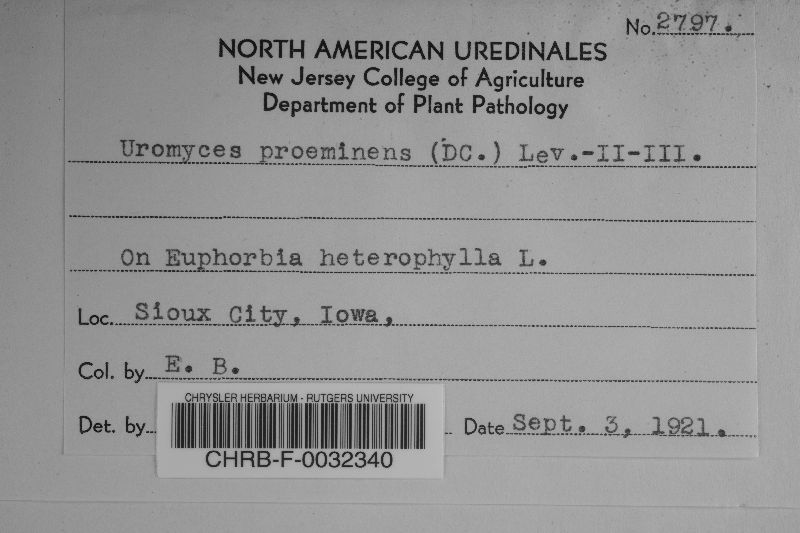 No. 2797.
NORTH AMERICAN UREDINALES
New Jersey College of Agriculture
Department of Plant Pathology
Uromyces proeminens (DC.) Lev.-II-III.
On Euphorbia heterophylla L.
Loc. Sioux City, Iowa,
Col. by E. B.
CHRYSLER HERBARIUM - RUTGERS UNIVERSITY
Det. by Date Sept. 3, 1921.
CHRB-F-0032340